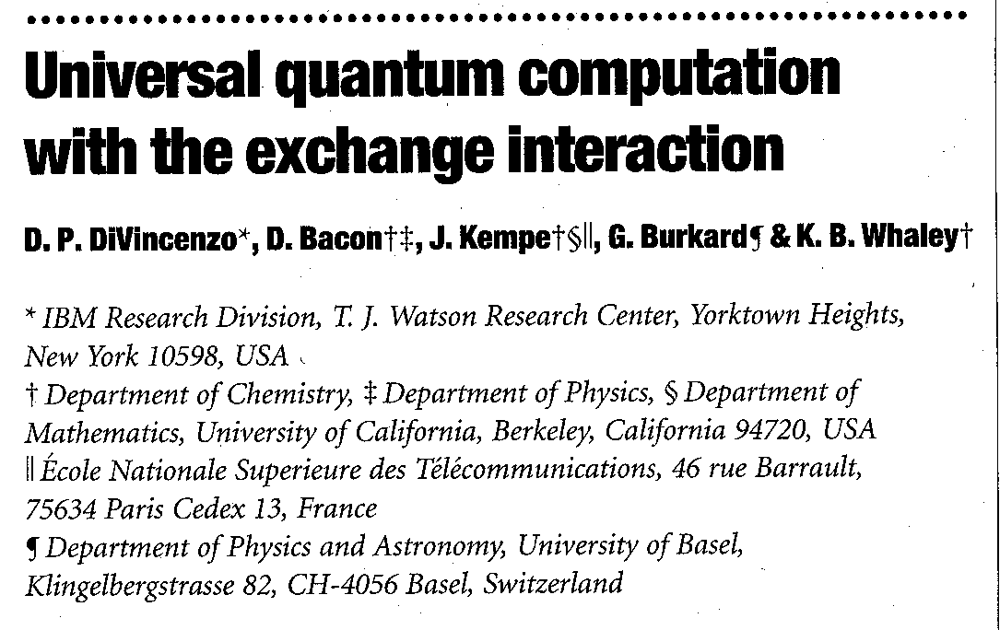 Universal quantum computation
with the exchange interaction
D. P. DiVincenzo*, D. Bacon†‡, J. Kempe†§||, G. Burkard¶ & K. B. Whaley†
* IBM Research Division, T. J. Watson Research Center, Yorktown Heights,
New York 10598, USA
† Department of Chemistry, ‡ Department of Physics, § Department of
Mathematics, University of California, Berkeley, California 94720, USA
|| École Nationale Superieure des Télécommunications, 46 rue Barrault,
75634 Paris Cedex 13, France
¶ Department of Physics and Astronomy, University of Basel,
Klingelbergstrasse 82, CH-4056 Basel, Switzerland